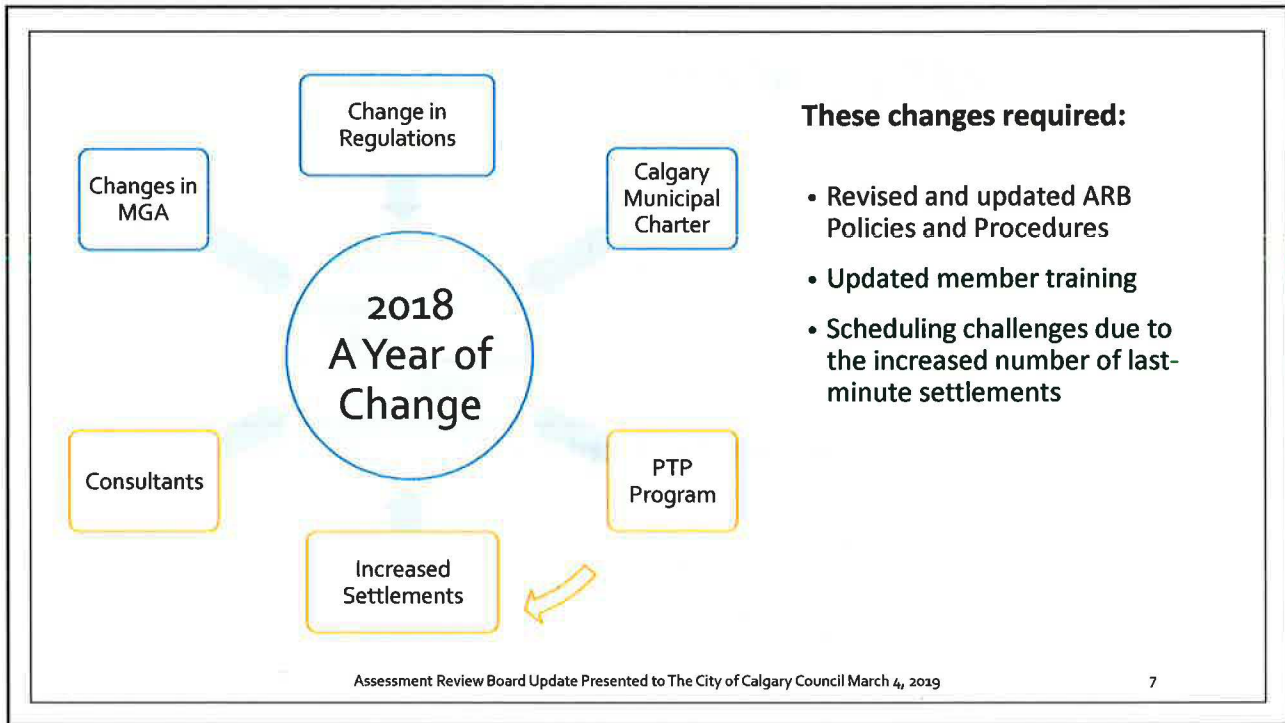 Change in
Regulations
Changes in
MGA
Calgary
Municipal
Charter
2018
A Year of
Change
Consultants
PTP
Program
Increased
Settlements
These changes required:
• Revised and updated ARB
Policies and Procedures
• Updated member training
• Scheduling challenges due to
the increased number of last-
minute settlements
Assessment Review Board Update Presented to The City of Calgary Council March 4, 2019
7